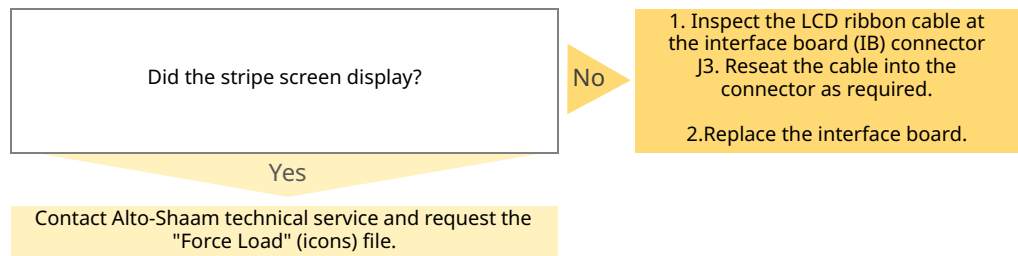 Did the stripe screen display?
No
1. Inspect the LCD ribbon cable at
the interface board (IB) connector
J3. Reseat the cable into the
connector as required.
2.Replace the interface board.
Yes
Contact Alto-Shaam technical service and request the
"Force Load" (icons) file.